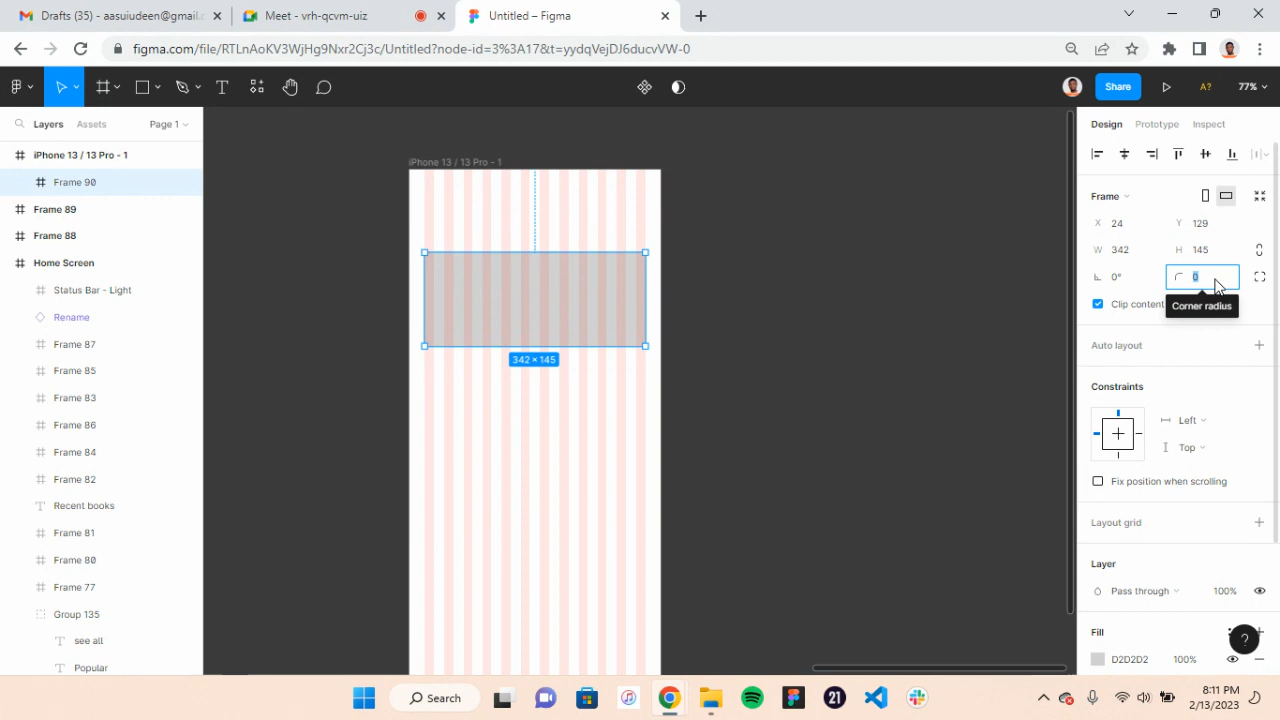 Drafts (35) - aasuiudeen@gmail.c
Meet - vrh-qcvm-uiz
Untitled – Figma
figma.com/file/RTLnAoKV3WjHg9Nxr2Cj3c/Untitled?node-id=3%3A17&t=yydqVejDJ6ducvVW-0
Share
A?
77%
Layers
Assets
Page 1
iPhone 13 / 13 Pro - 1
Frame 90
Frame 89
Frame 88
Home Screen
Status Bar - Light
Rename
Frame 87
Frame 85
Frame 83
Frame 86
Frame 84
Frame 82
Recent books
Frame 81
Frame 80
Frame 77
Group 135
see all
Popular
iPhone 13 / 13 Pro - 1
342 × 145
Design
Prototype
Inspect
Frame
X 24
Y 129
W 342
H 145
0°
0
Clip content
Corner radius
Auto layout
Constraints
Left
Top
Fix position when scrolling
Layout grid
Layer
Pass through
100%
Fill
?
D2D2D2
100%
Search
21
8:11 PM
2/13/2023